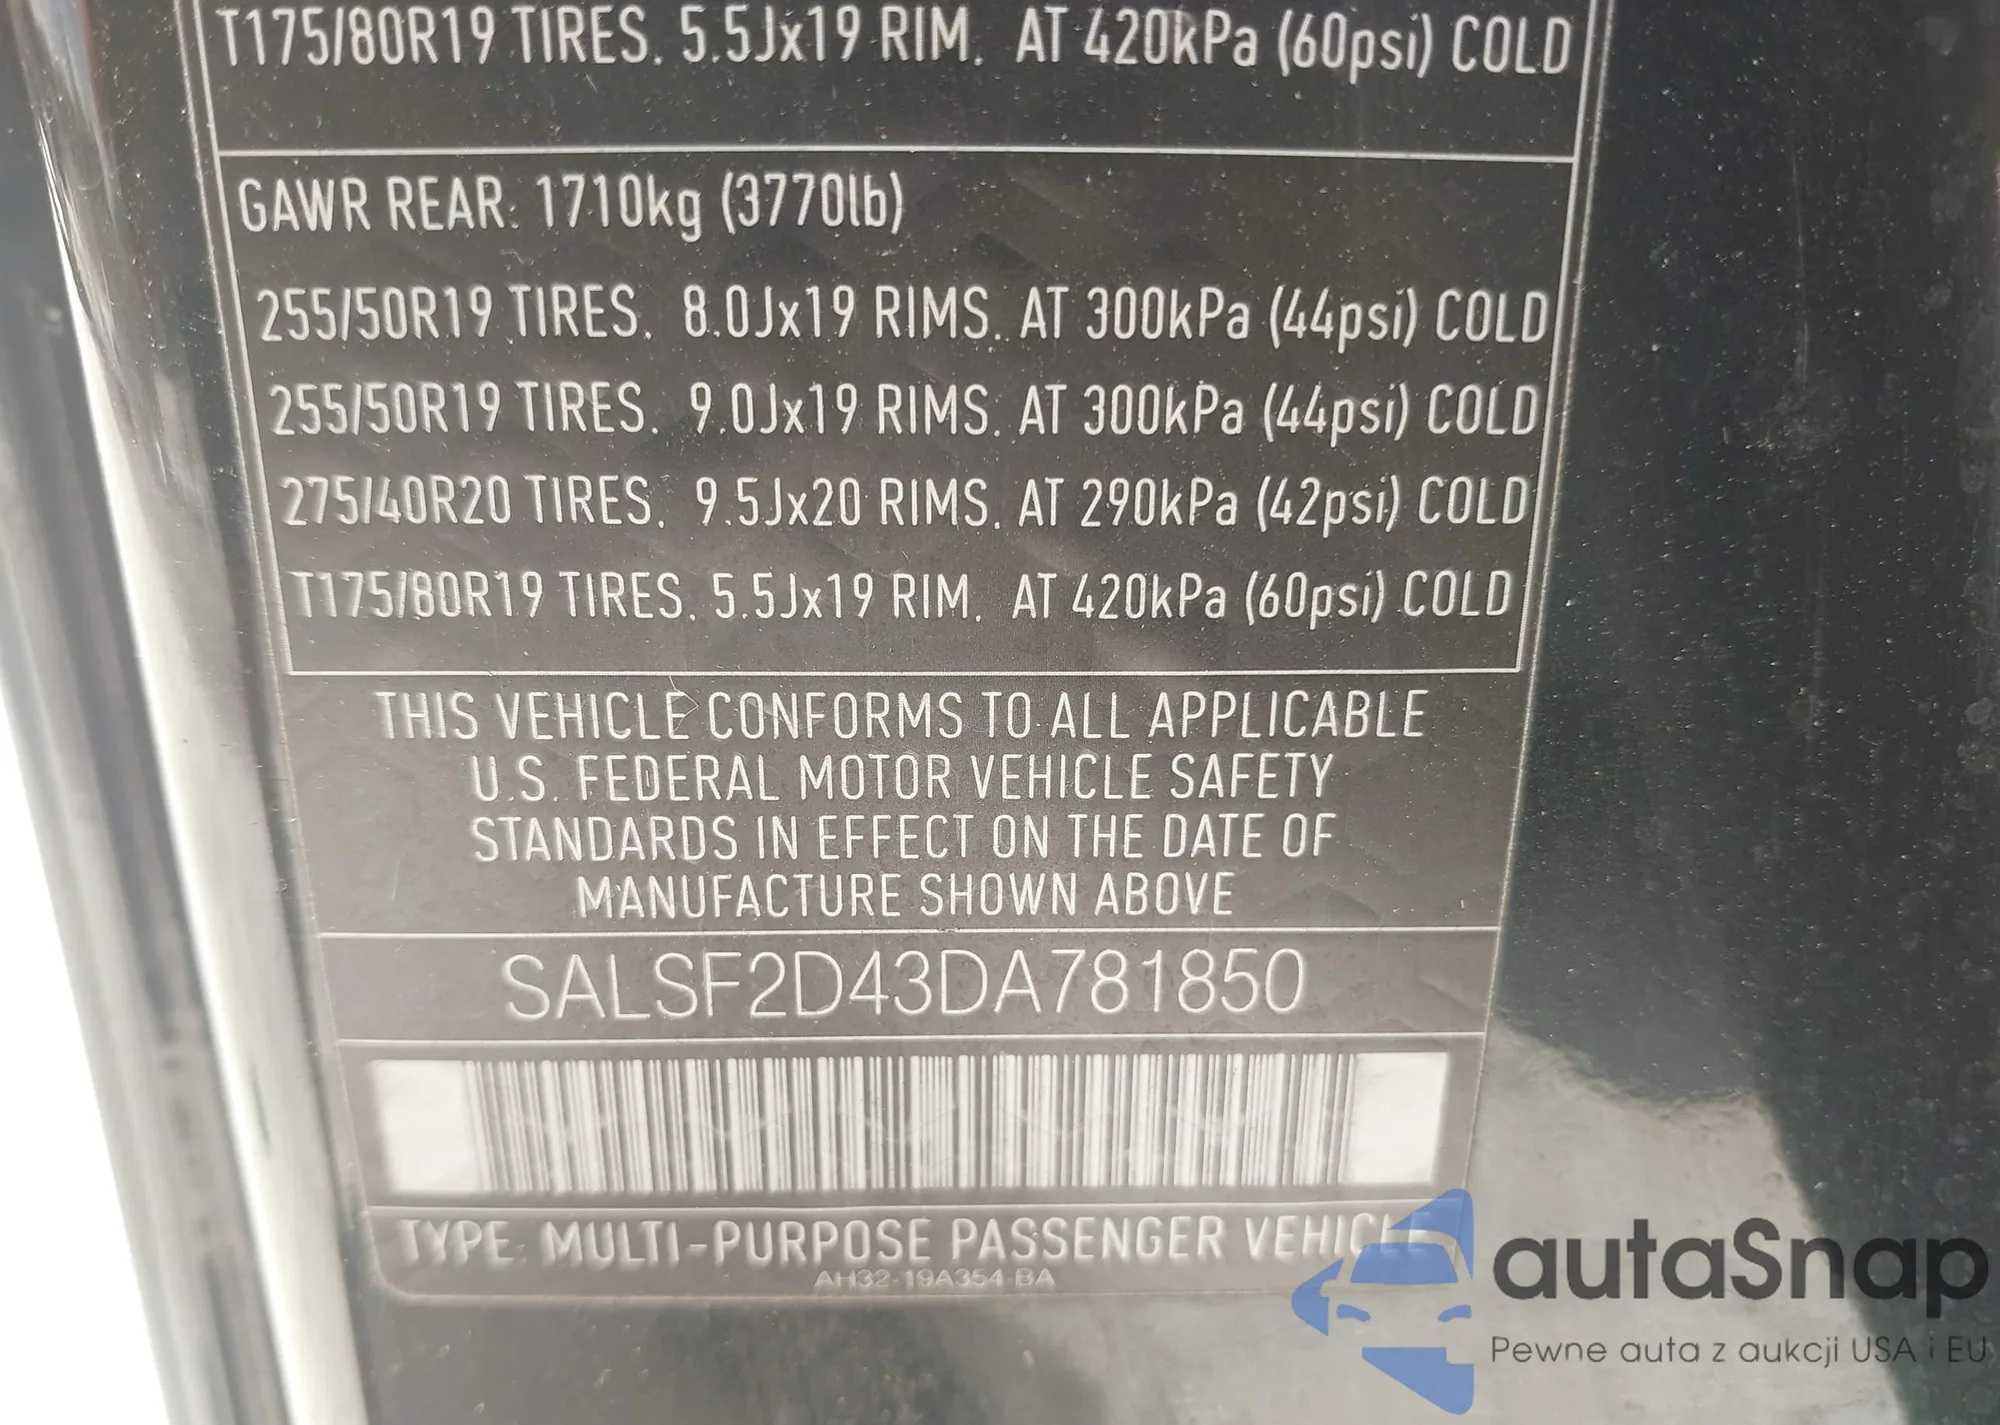 T175/80R19 TIRES. 5.5Jx19 RIM. AT 420kPa (60psi) COLD
GAWR REAR: 1710kg (3770lb)
255/50R19 TIRES. 8.0Jx19 RIMS. AT 300kPa (44psi) COLD
255/50R19 TIRES. 9.0Jx19 RIMS. AT 300kPa (44psi) COLD
275/40R20 TIRES. 9.5Jx20 RIMS. AT 290kPa (42psi) COLD
T175/80R19 TIRES. 5.5Jx19 RIM. AT 420kPa (60psi) COLD
THIS VEHICLE CONFORMS TO ALL APPLICABLE
U.S. FEDERAL MOTOR VEHICLE SAFETY
STANDARDS IN EFFECT ON THE DATE OF
MANUFACTURE SHOWN ABOVE
SALSF2D43DA781850
TYPE: MULTI-PURPOSE PASSENGER VEHICLE
AH32-19A354-BA
autaSnap
Pewne auta z aukcji USA i EU